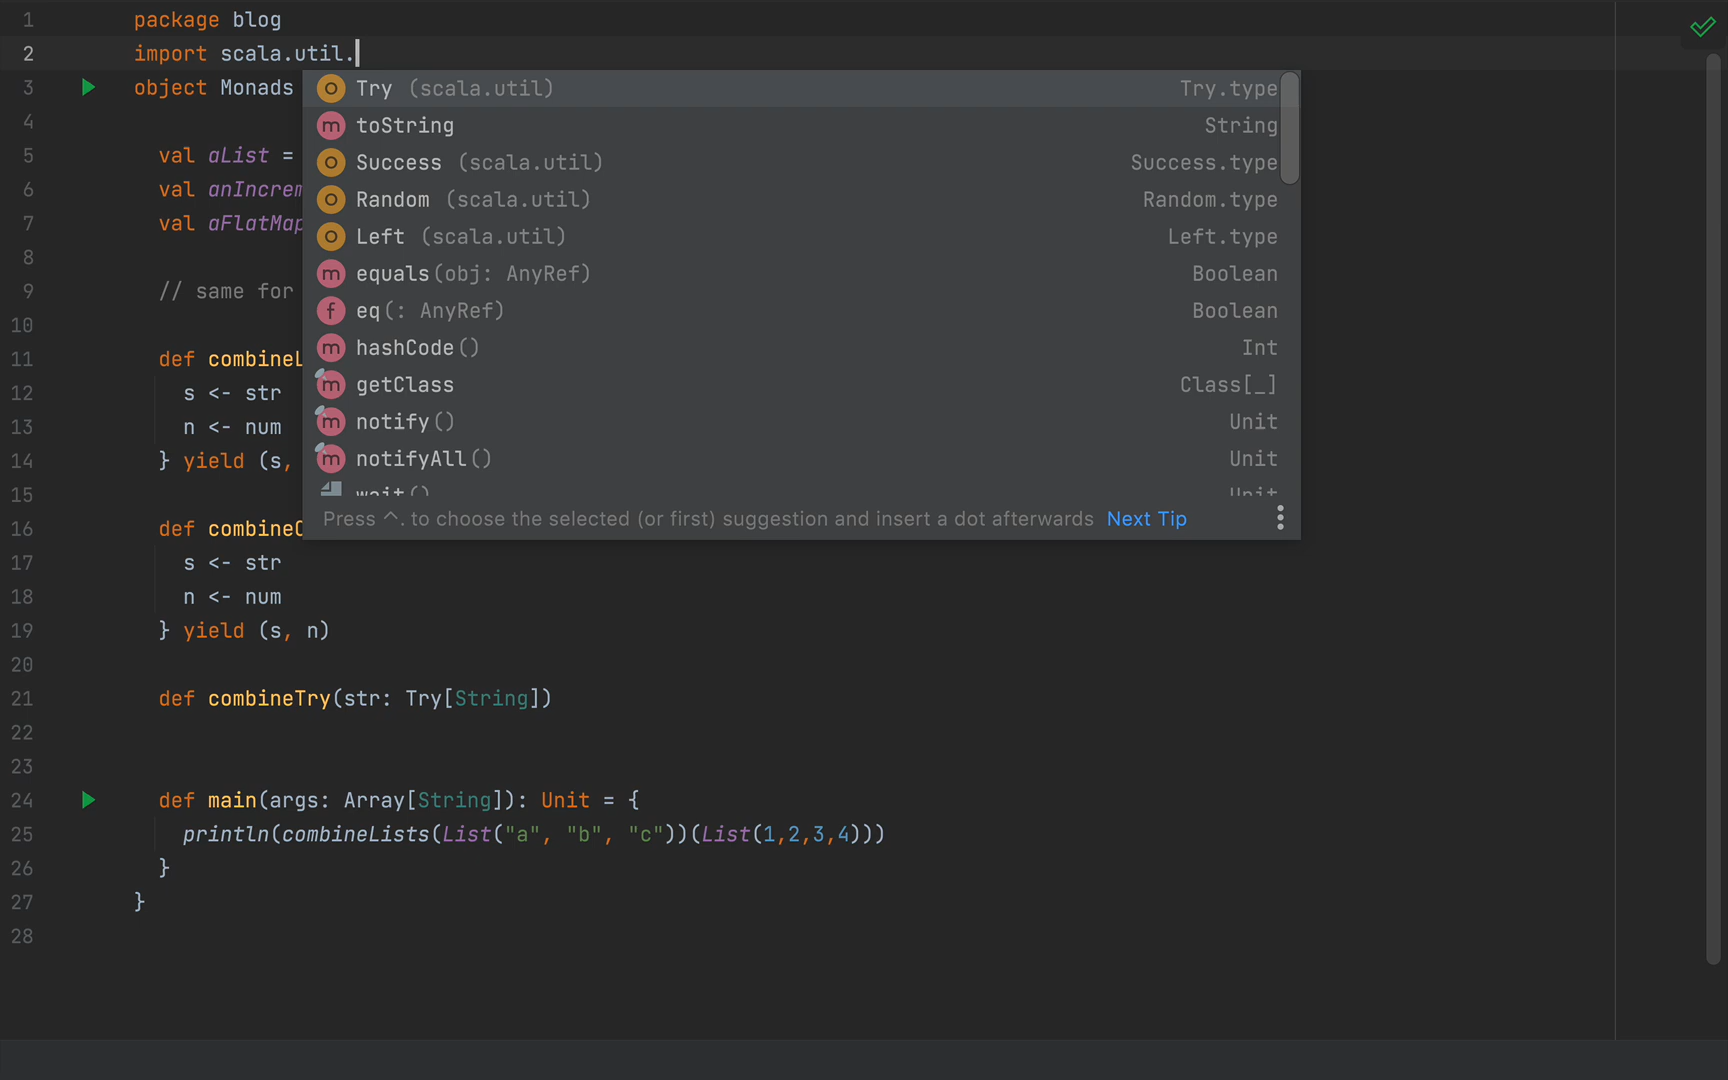 1 package blog
2 import scala.util.
3 object Monads
4
5 val aList =
6 val anIncrem
7 val aFlatMap
8
9 // same for
10
11 def combineL
12 s <- str
13 n <- num
14 } yield (s,
15
16 def combineO
17 s <- str
18 n <- num
19 } yield (s, n)
20
21 def combineTry(str: Try[String])
22
23
24 def main(args: Array[String]): Unit = {
25 println(combineLists(List("a", "b", "c"))(List(1,2,3,4)))
26 }
27 }
28
O Try (scala.util) Try.type
m toString String
O Success (scala.util) Success.type
O Random (scala.util) Random.type
O Left (scala.util) Left.type
m equals(obj: AnyRef) Boolean
f eq(: AnyRef) Boolean
m hashCode() Int
m getClass Class[_]
m notify() Unit
m notifyAll() Unit
wait() Unit
Press ^. to choose the selected (or first) suggestion and insert a dot afterwards Next Tip